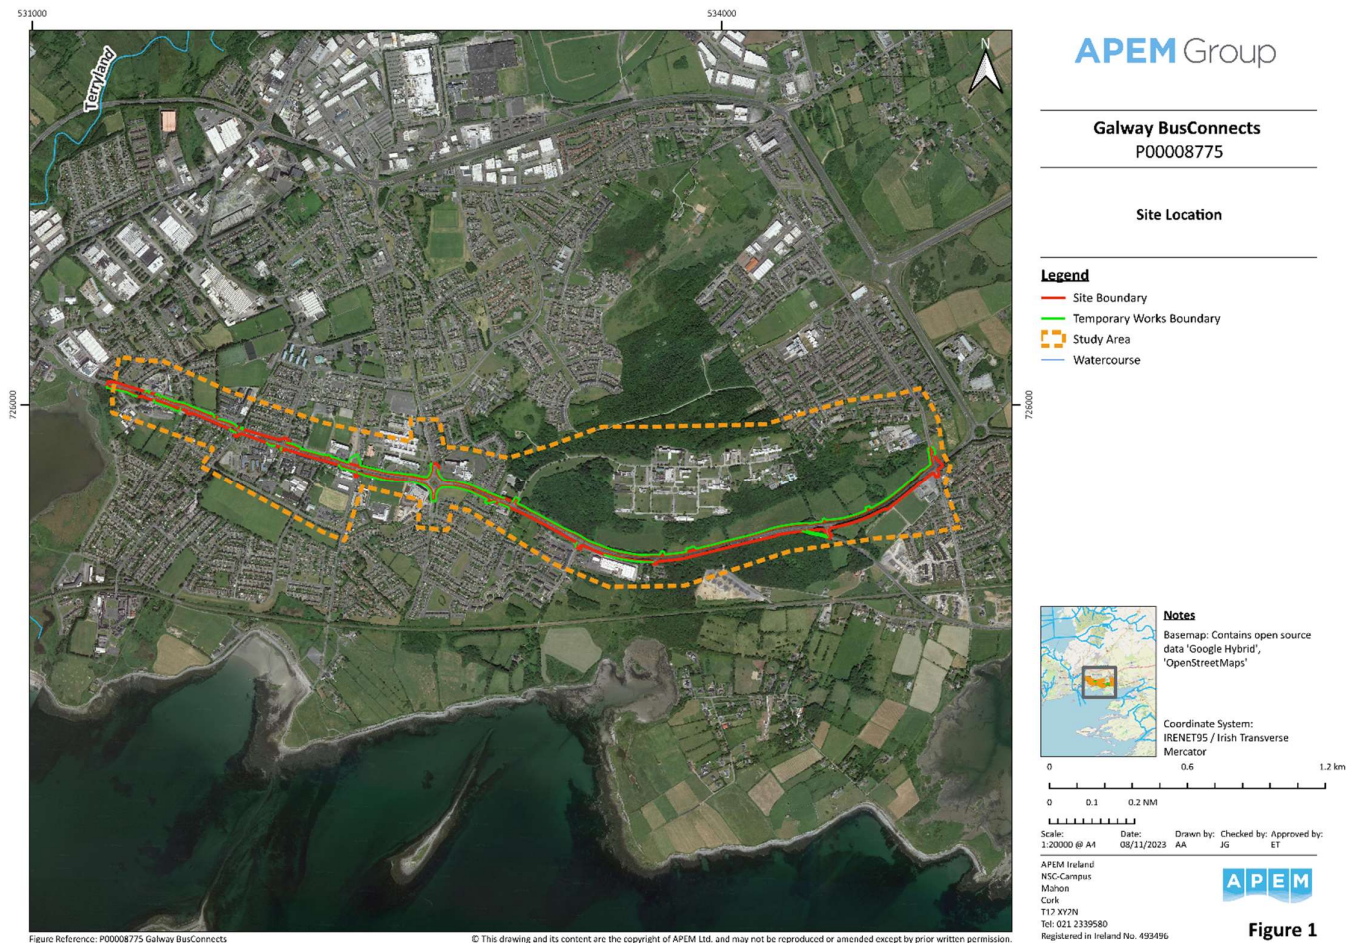 531000
534000
N
Terryland
726000
726000
APEM Group
Galway BusConnects
P00008775
Site Location
Legend
Site Boundary
Temporary Works Boundary
Study Area
Watercourse
Notes
Basemap: Contains open source
data 'Google Hybrid',
'OpenStreetMaps'
Coordinate System:
IRENET95 / Irish Transverse
Mercator
0 0.6 1.2 km
0 0.1 0.2 NM
Scale: Date: Drawn by: Checked by: Approved by:
1:20000 @ A4 08/11/2023 AA JG ET
APEM Ireland
NSC-Campus
Mahon
Cork
T12 XY2N
Tel: 021 2339580
Registered in Ireland No. 493496
APEM
Figure 1
Figure Reference: P00008775 Galway BusConnects
© This drawing and its content are the copyright of APEM Ltd. and may not be reproduced or amended except by prior written permission.